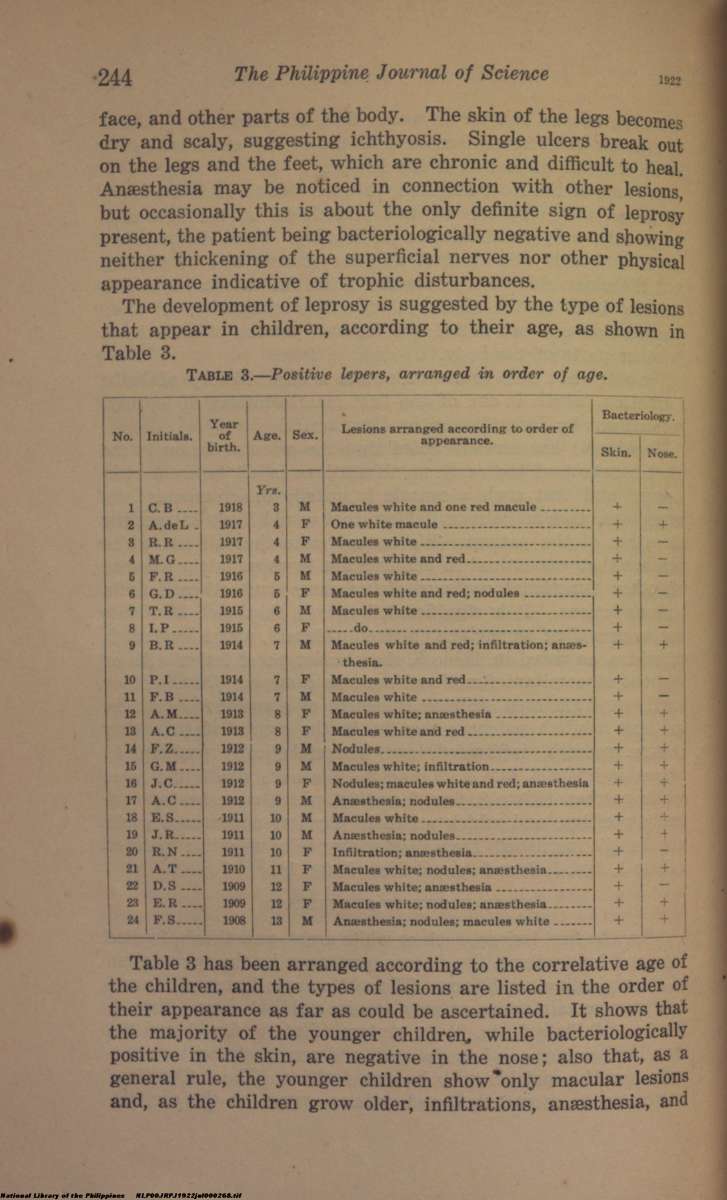 244 The Philippine Journal of Science 1922
face, and other parts of the body. The skin of the legs becomes
dry and scaly, suggesting ichthyosis. Single ulcers break out
on the legs and the feet, which are chronic and difficult to heal.
Anæsthesia may be noticed in connection with other lesions,
but occasionally this is about the only definite sign of leprosy
present, the patient being bacteriologically negative and showing
neither thickening of the superficial nerves nor other physical
appearance indicative of trophic disturbances.
The development of leprosy is suggested by the type of lesions
that appear in children, according to their age, as shown in
Table 3.
TABLE 3.—Positive lepers, arranged in order of age.
No. Initials. Year of birth. Age. Sex. Lesions arranged according to order of appearance. Bacteriology. Skin. Nose.
Yrs.
1 C. B ---- 1918 3 M Macules white and one red macule --------- + −
2 A. de L - 1917 4 F One white macule ---------- + +
3 R. R ---- 1917 4 F Macules white ---------- + −
4 M. G ---- 1917 4 M Macules white and red ---------- + −
5 F. R ---- 1916 5 M Macules white ---------- + −
6 G. D ---- 1916 5 F Macules white and red; nodules ---------- + −
7 T. R ---- 1915 6 M Macules white ---------- + −
8 I. P ----- 1915 6 F -----do---------- + −
9 B. R ---- 1914 7 M Macules white and red; infiltration; anæs- + +
thesia.
10 P. I ----- 1914 7 F Macules white and red ---------- + −
11 F. B ---- 1914 7 M Macules white ---------- + −
12 A. M ---- 1913 8 F Macules white; anæsthesia ---------- + +
13 A. C ---- 1913 8 F Macules white and red ---------- + +
14 F. Z ----- 1912 9 M Nodules ---------- + +
15 G. M ---- 1912 9 M Macules white; infiltration ---------- + +
16 J. C ----- 1912 9 F Nodules; macules white and red; anæsthesia + +
17 A. C ---- 1912 9 M Anæsthesia; nodules ---------- + +
18 E. S ----- 1911 10 M Macules white ---------- + +
19 J. R ----- 1911 10 M Anæsthesia; nodules ---------- + +
20 R. N ---- 1911 10 F Infiltration; anæsthesia ---------- + −
21 A. T ---- 1910 11 F Macules white; nodules; anæsthesia -------- + +
22 D. S ---- 1909 12 F Macules white; anæsthesia ---------- + −
23 E. R ---- 1909 12 F Macules white; nodules; anæsthesia -------- + +
24 F. S ----- 1908 13 M Anæsthesia; nodules; macules white ------- + +
Table 3 has been arranged according to the correlative age of
the children, and the types of lesions are listed in the order of
their appearance as far as could be ascertained. It shows that
the majority of the younger children, while bacteriologically
positive in the skin, are negative in the nose; also that, as a
general rule, the younger children show only macular lesions
and, as the children grow older, infiltrations, anæsthesia, and
National Library of the Philippines NLP00JRPJ1922jul000268.tif